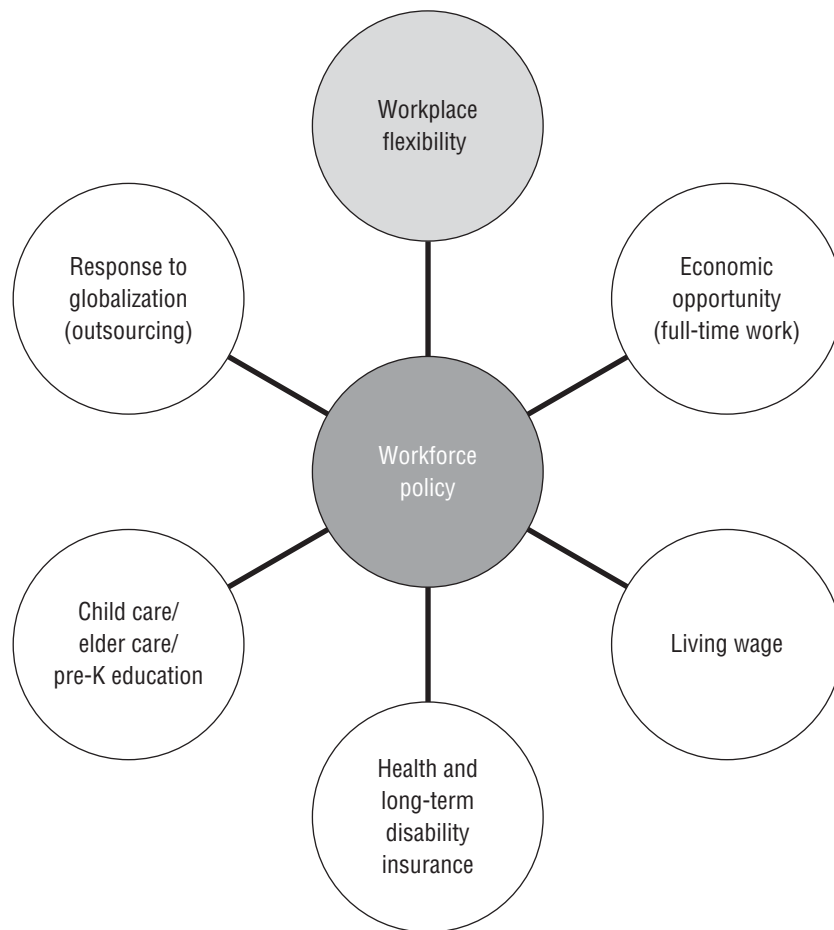 Workplace
flexibility
Response to
globalization
(outsourcing)
Economic
opportunity
(full-time work)
Workforce
policy
Child care/
elder care/
pre-K education
Living wage
Health and
long-term
disability
insurance